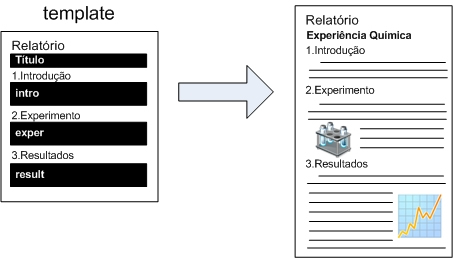 template
Relatório
Título
1.Introdução
intro
2.Experimento
exper
3.Resultados
result
Relatório
Experiência Química
1.Introdução
2.Experimento
3.Resultados